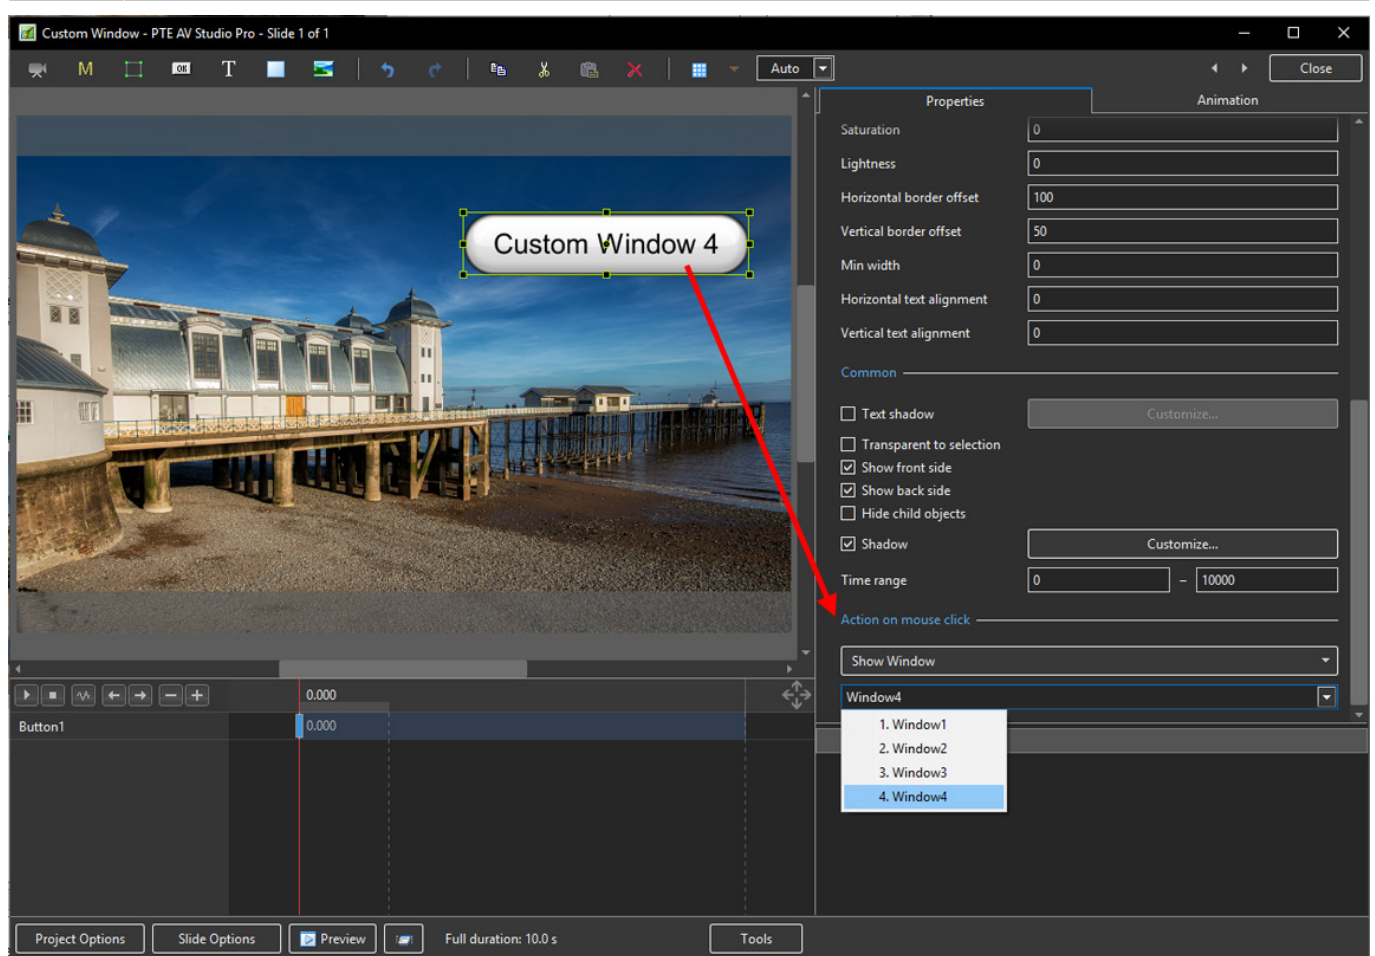 Custom Window - PTE AV Studio Pro - Slide 1 of 1
M OK T Auto Close
Properties Animation
Saturation 0
Lightness 0
Horizontal border offset 100
Vertical border offset 50
Min width 0
Horizontal text alignment 0
Vertical text alignment 0
Custom Window 4
Common
Text shadow Customize...
Transparent to selection
Show front side
Show back side
Hide child objects
Shadow Customize...
Time range 0 – 10000
Action on mouse click
Show Window
Window4
1. Window1
2. Window2
3. Window3
4. Window4
0.000
Button1 0.000
Project Options Slide Options Preview Full duration: 10.0 s Tools